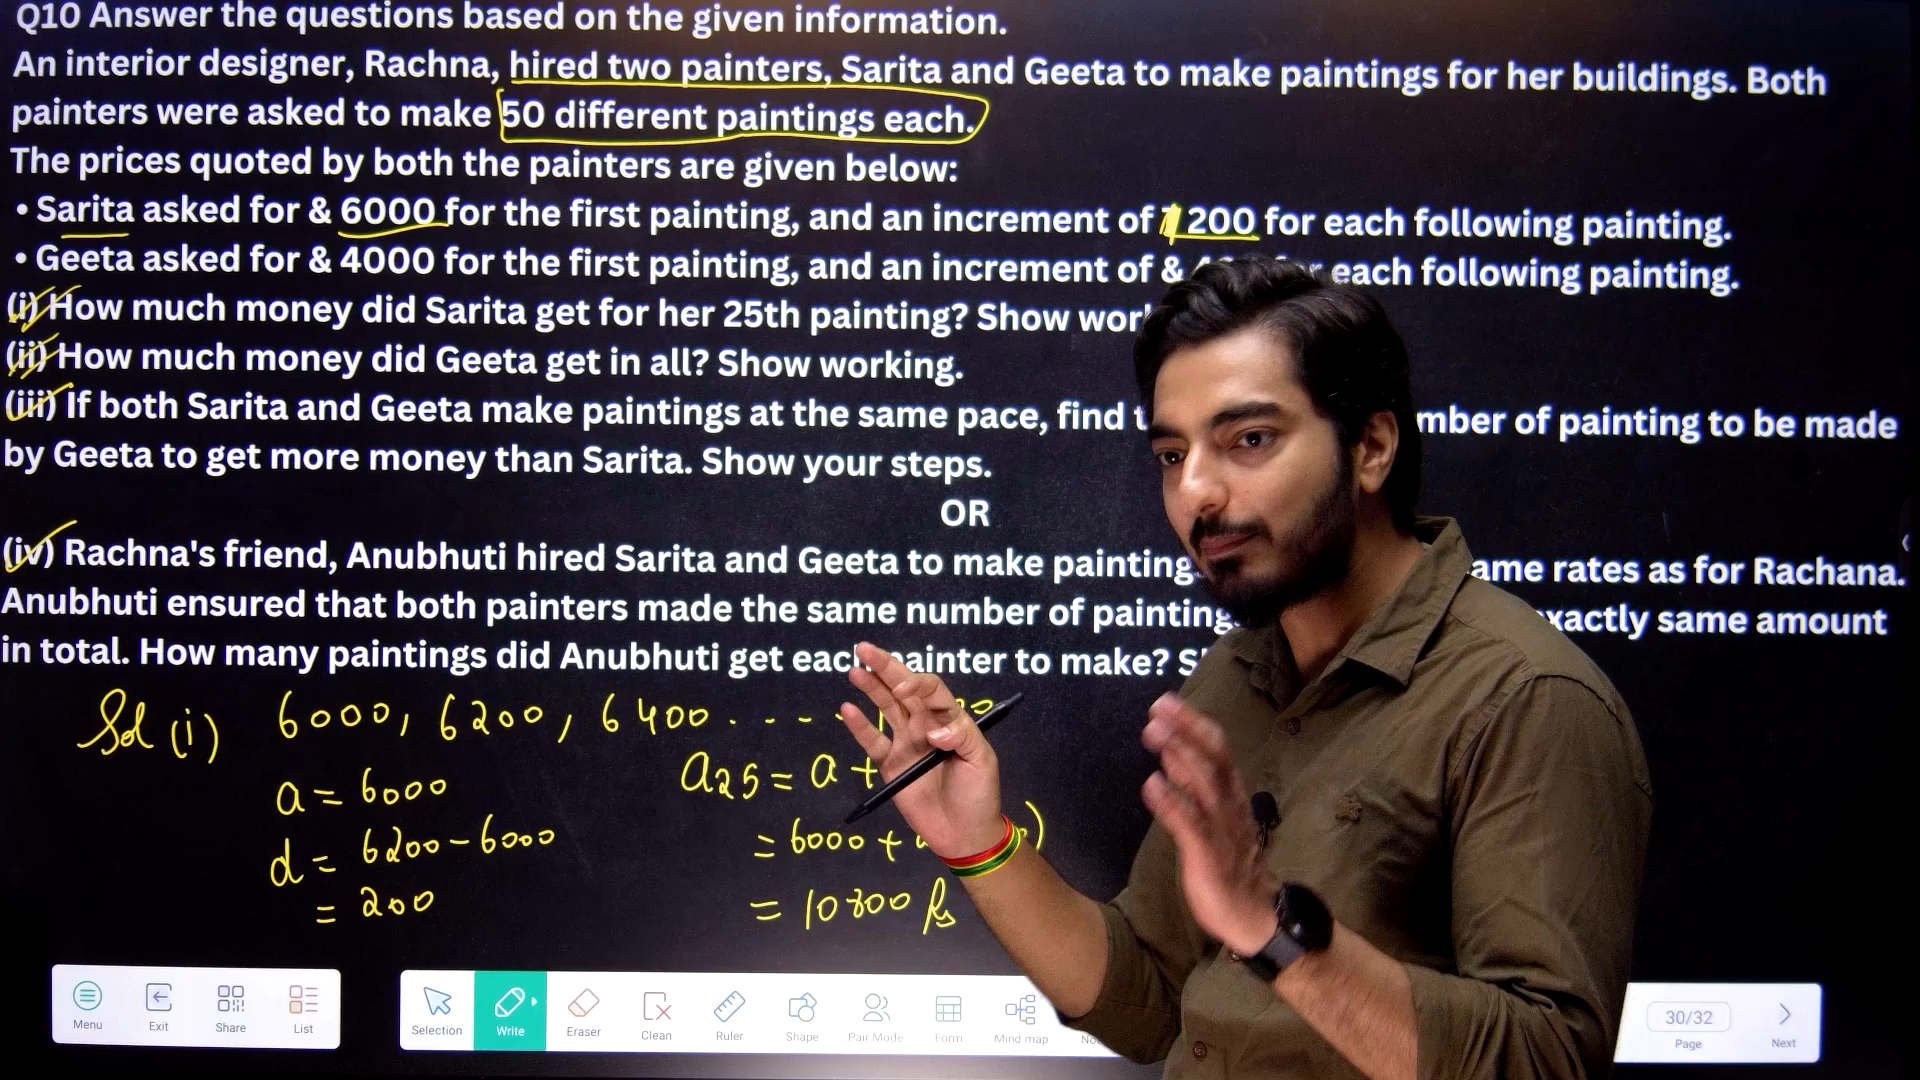 Q10 Answer the questions based on the given information.
An interior designer, Rachna, hired two painters, Sarita and Geeta to make paintings for her buildings. Both
painters were asked to make 50 different paintings each.
The prices quoted by both the painters are given below:
• Sarita asked for & 6000 for the first painting, and an increment of 200 for each following painting.
• Geeta asked for & 4000 for the first painting, and an increment of & each following painting.
(i) How much money did Sarita get for her 25th painting? Show
(ii) How much money did Geeta get in all? Show working.
(iii) If both Sarita and Geeta make paintings at the same pace, find of painting to be made
by Geeta to get more money than Sarita. Show your steps.
OR
(iv) Rachna's friend, Anubhuti hired Sarita and Geeta to make rates as for Rachana.
Anubhuti ensured that both painters made the same number of same amount
in total. How many paintings did Anubhuti get to make?
Sol (i) 6000, 6200, 6400 . - - -
a = 6000
a25 = a +
d = 6200-6000
= 6000 +
= 200
= 10800 Rs
Menu
Exit
Share
List
Selection
Write
Eraser
Clean
Ruler
Shape
Pair Mode
Form
Mind map
30/32
Page
Next